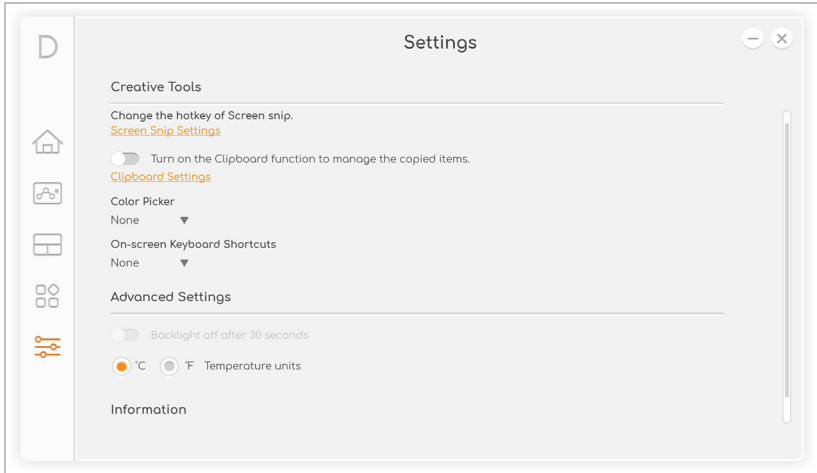 D
Settings
Creative Tools
Change the hotkey of Screen snip.
Screen Snip Settings
Turn on the Clipboard function to manage the copied items.
Clipboard Settings
Color Picker
None
On-screen Keyboard Shortcuts
None
Advanced Settings
Backlight off after 30 seconds
°C °F Temperature units
Information